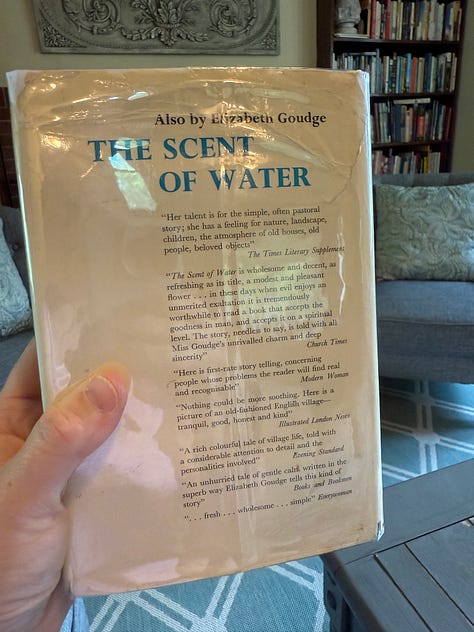 Also by Elizabeth Goudge
THE SCENT
OF WATER
“Her talent is for the simple, often pastoral
story; she has a feeling for nature, landscape,
children, the atmosphere of old houses, old
people, beloved objects”
The Times Literary Supplement
“The Scent of Water is wholesome and decent, as
refreshing as its title, a modest and pleasant
flower . . . in these days when evil enjoys an
unmerited exaltation it is tremendously
worthwhile to read a book that accepts the
goodness in man, and accepts it on a spiritual
level. The story, needless to say, is told with all
Miss Goudge's unrivalled charm and deep
sincerity”
Church Times
“Here is first-rate story telling, concerning
people whose problems the reader will find real
and recognisable”
Modern Woman
“Nothing could be more soothing. Here is a
picture of an old-fashioned English village—
tranquil, good, honest and kind”
Illustrated London News
“A rich colourful tale of village life, told with
a considerable attention to detail and the
personalities involved”
Evening Standard
“An unhurried tale of gentle calm written in the
superb way Elizabeth Goudge tells this kind of
story”
Books and Bookmen
“. . . fresh . . . wholesome . . . simple” Everywoman